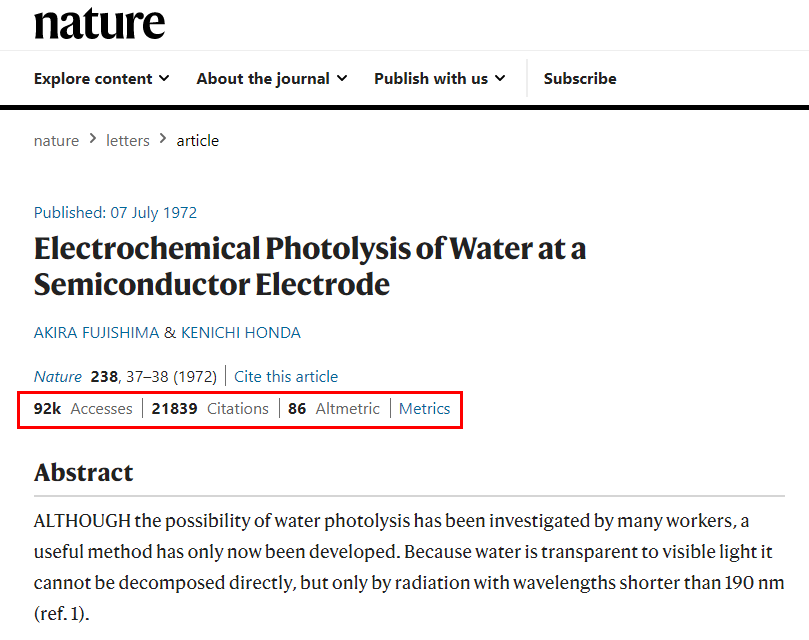 nature
Explore content About the journal Publish with us Subscribe
nature > letters > article
Published: 07 July 1972
Electrochemical Photolysis of Water at a
Semiconductor Electrode
AKIRA FUJISHIMA & KENICHI HONDA
Nature 238, 37–38 (1972) | Cite this article
92k Accesses | 21839 Citations | 86 Altmetric | Metrics
Abstract
ALTHOUGH the possibility of water photolysis has been investigated by many workers, a
useful method has only now been developed. Because water is transparent to visible light it
cannot be decomposed directly, but only by radiation with wavelengths shorter than 190 nm
(ref. 1).